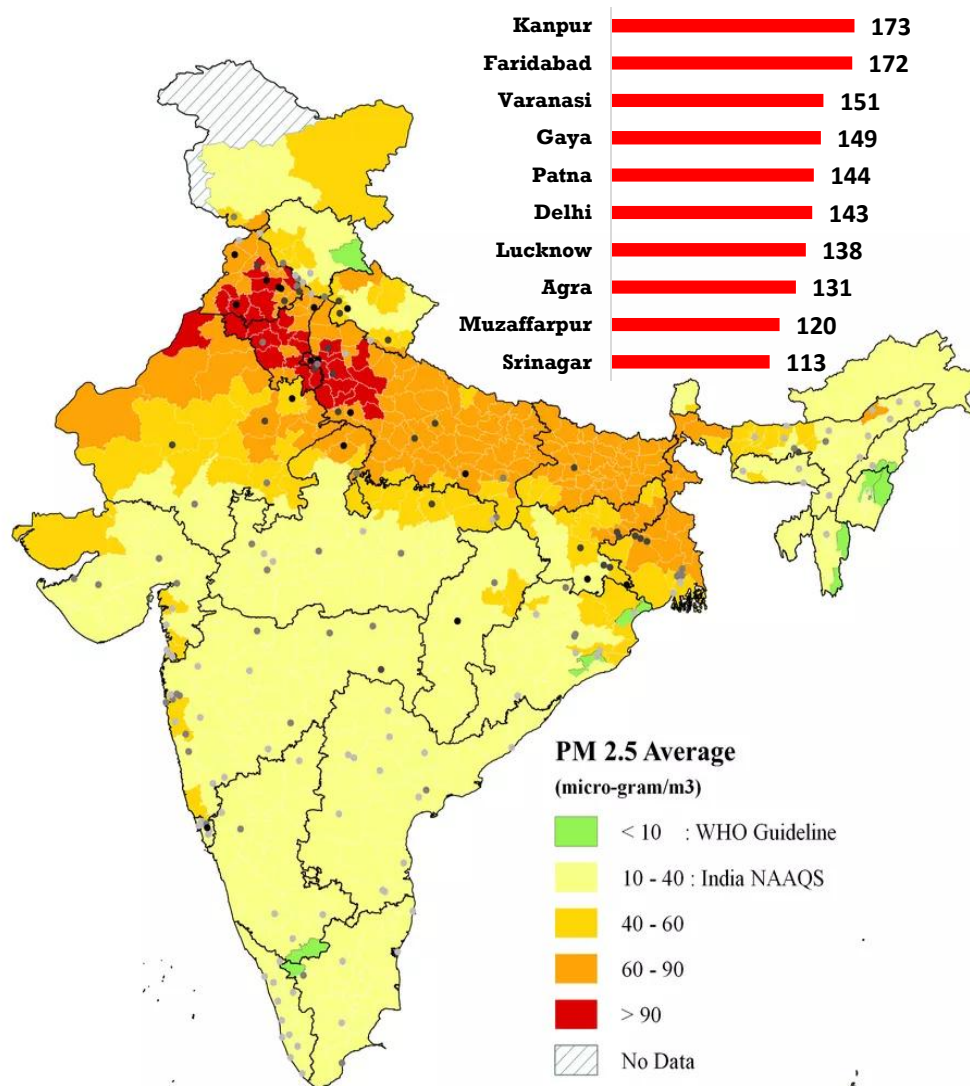 Kanpur 173
Faridabad 172
Varanasi 151
Gaya 149
Patna 144
Delhi 143
Lucknow 138
Agra 131
Muzaffarpur 120
Srinagar 113
PM 2.5 Average
(micro-gram/m3)
< 10 : WHO Guideline
10 - 40 : India NAAQS
40 - 60
60 - 90
> 90
No Data